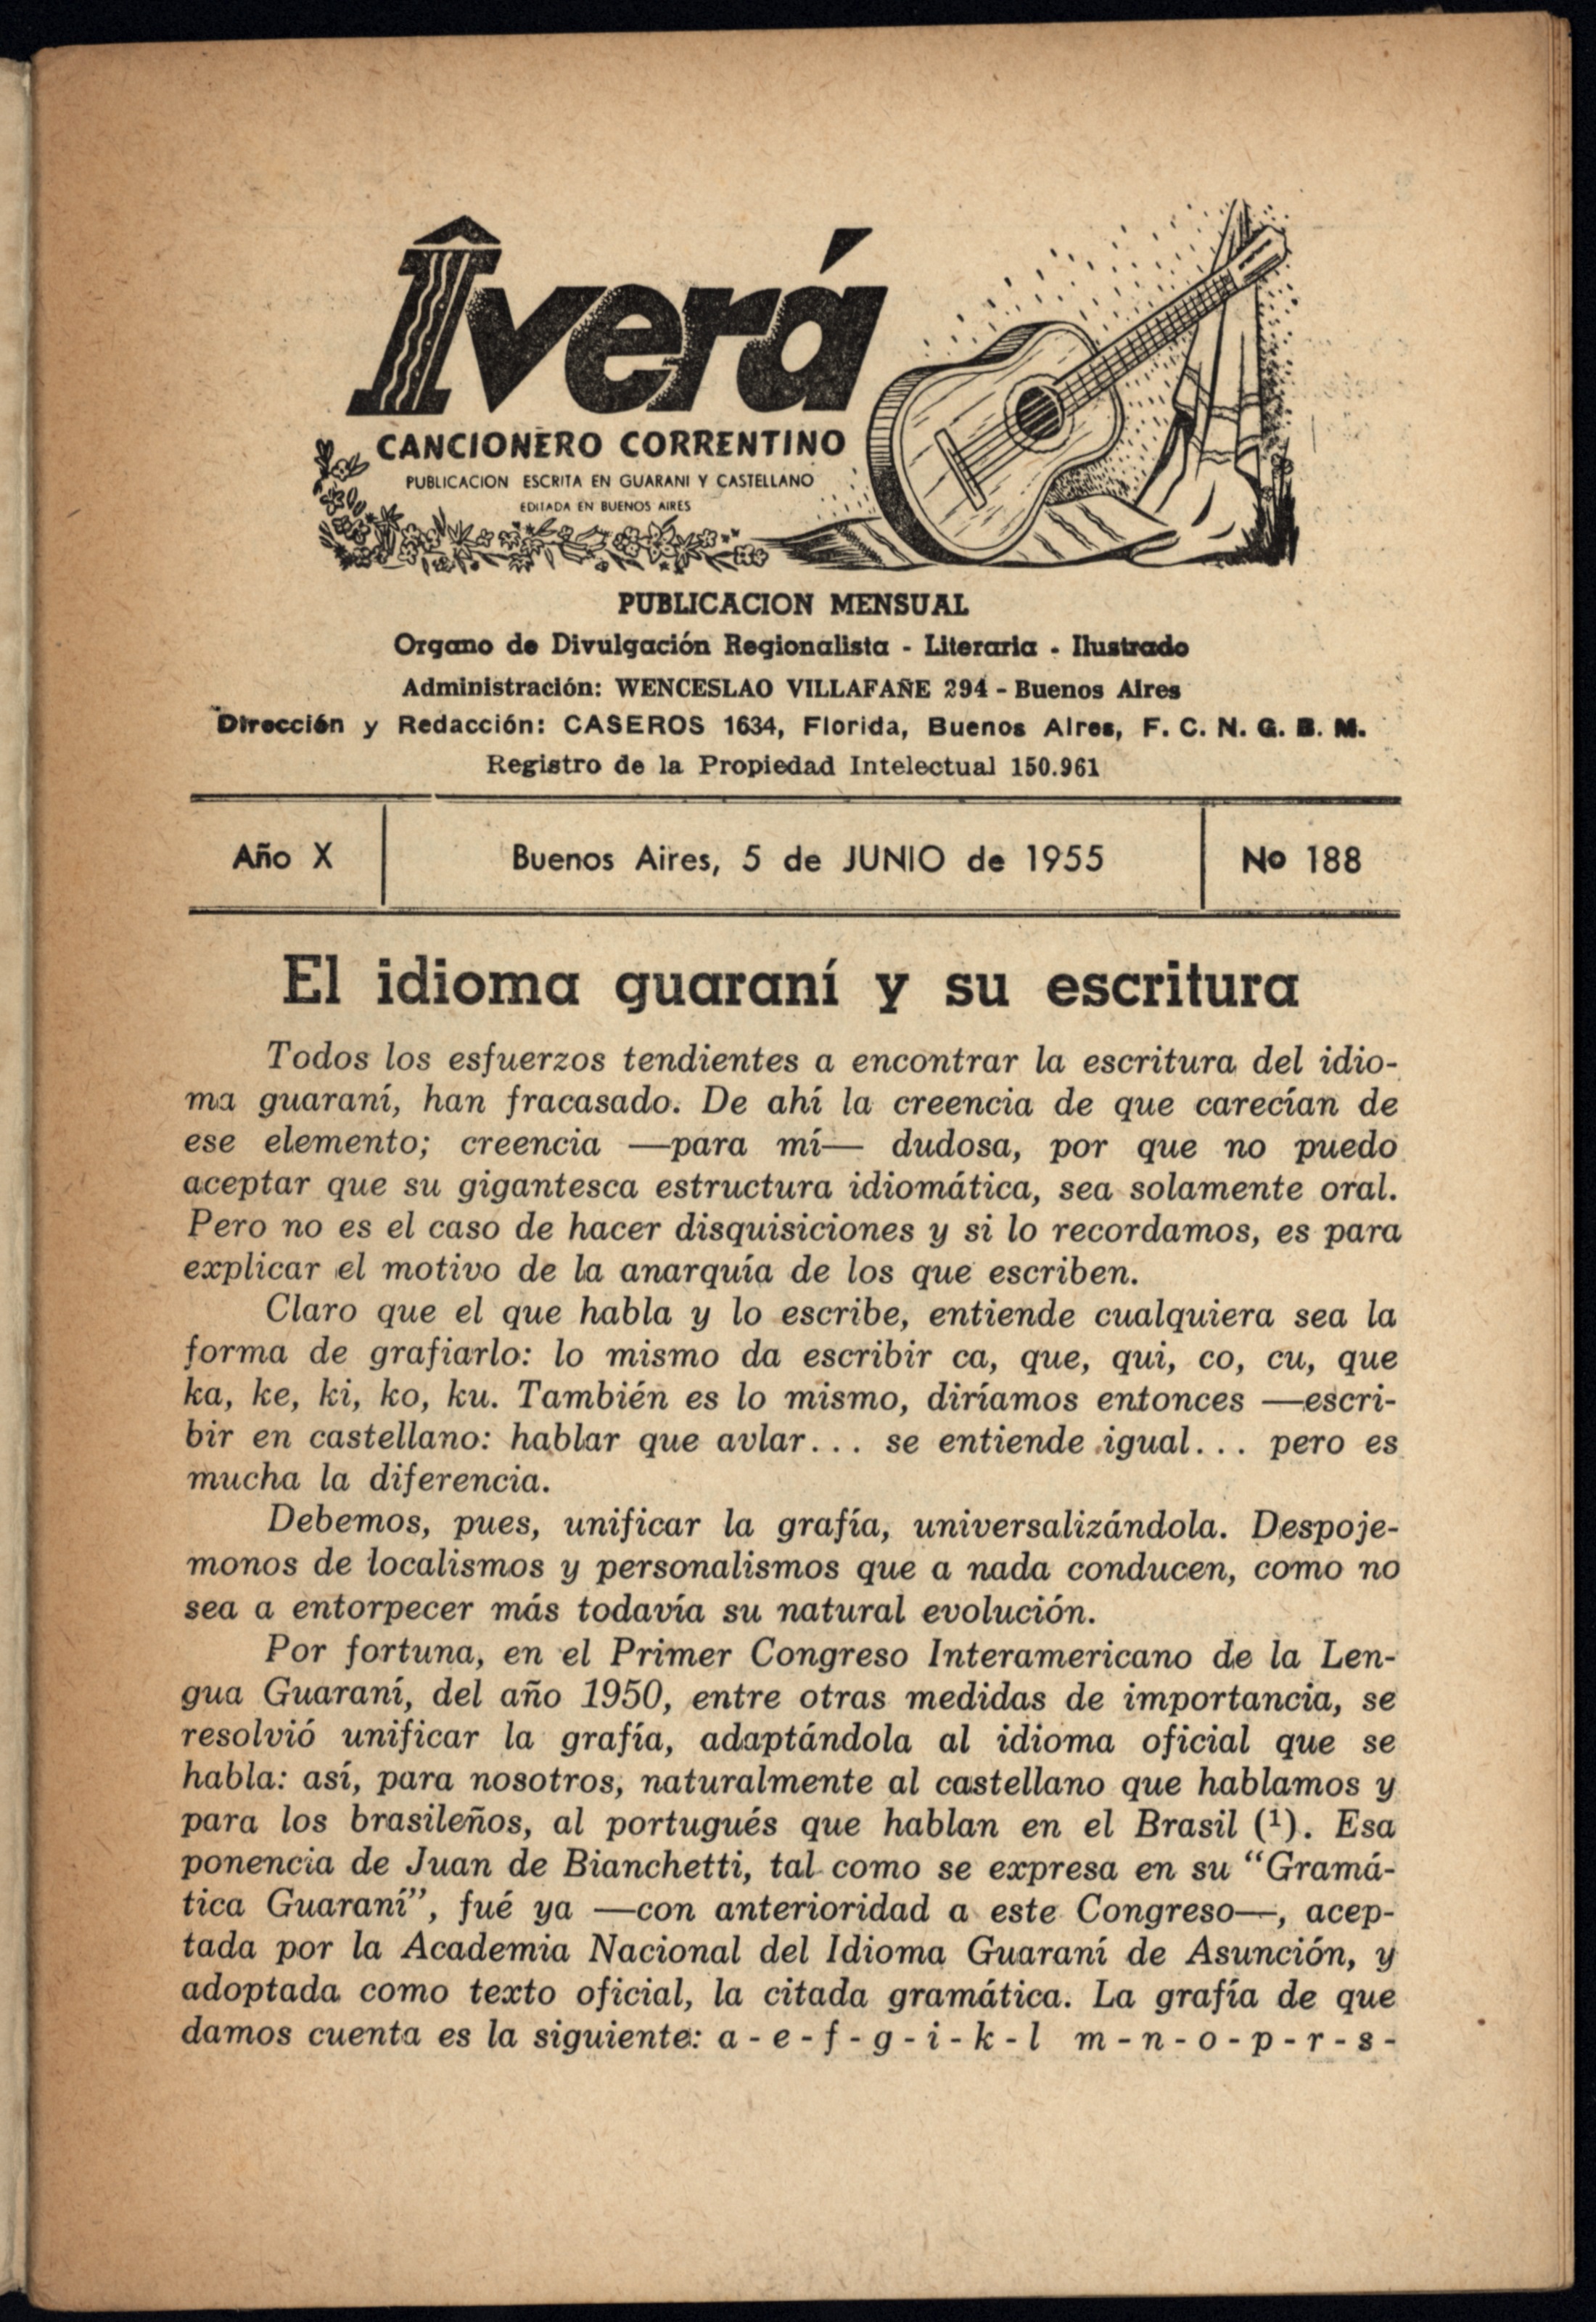 Îverá
CANCIONERO CORRENTINO
PUBLICACION ESCRITA EN GUARANI Y CASTELLANO
EDITADA EN BUENOS AIRES
PUBLICACION MENSUAL
Organo de Divulgación Regionalista - Literaria - Ilustrado
Administración: WENCESLAO VILLAFAÑE 294 - Buenos Aires
Dirección y Redacción: CASEROS 1634, Florida, Buenos Aires, F. C. N. G. B. M.
Registro de la Propiedad Intelectual 150.961
Año X Buenos Aires, 5 de JUNIO de 1955 Nº 188
El idioma guaraní y su escritura
Todos los esfuerzos tendientes a encontrar la escritura del idio-
ma guaraní, han fracasado. De ahí la creencia de que carecían de
ese elemento; creencia —para mí— dudosa, por que no puedo
aceptar que su gigantesca estructura idiomática, sea solamente oral.
Pero no es el caso de hacer disquisiciones y si lo recordamos, es para
explicar el motivo de la anarquía de los que escriben.
Claro que el que habla y lo escribe, entiende cualquiera sea la
forma de grafiarlo: lo mismo da escribir ca, que, qui, co, cu, que
ka, ke, ki, ko, ku. También es lo mismo, diríamos entonces —escri-
bir en castellano: hablar que avlar... se entiende igual... pero es
mucha la diferencia.
Debemos, pues, unificar la grafía, universalizándola. Despoje-
monos de localismos y personalismos que a nada conducen, como no
sea a entorpecer más todavía su natural evolución.
Por fortuna, en el Primer Congreso Interamericano de la Len-
gua Guaraní, del año 1950, entre otras medidas de importancia, se
resolvió unificar la grafía, adaptándola al idioma oficial que se
habla: así, para nosotros, naturalmente al castellano que hablamos y
para los brasileños, al portugués que hablan en el Brasil (¹). Esa
ponencia de Juan de Bianchetti, tal como se expresa en su "Gramá-
tica Guaraní", fué ya —con anterioridad a este Congreso—, acep-
tada por la Academia Nacional del Idioma Guaraní de Asunción, y
adoptada como texto oficial, la citada gramática. La grafía de que
damos cuenta es la siguiente: a - e - f - g - i - k - l m - n - o - p - r - s -